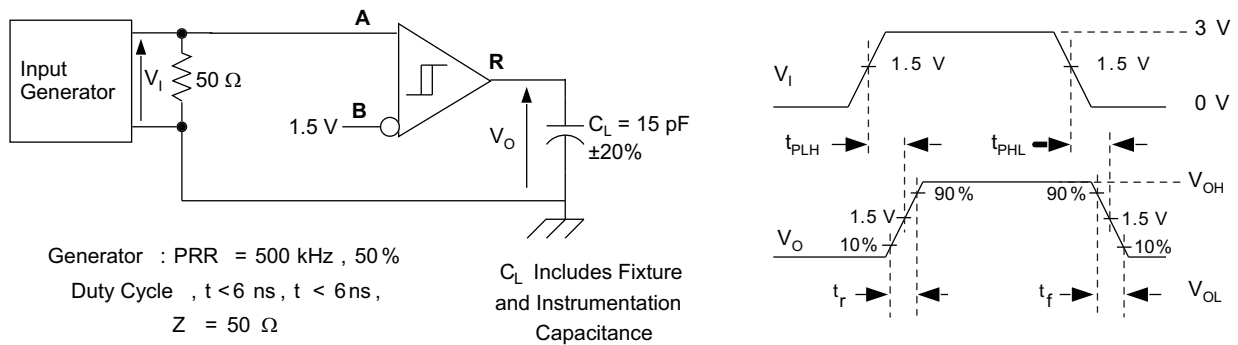 Input
Generator
V_I
50 Ω
A
B
1.5 V
R
V_O
C_L = 15 pF
±20%
Generator : PRR = 500 kHz , 50%
Duty Cycle , t <6 ns , t < 6ns ,
Z = 50 Ω
C_L Includes Fixture
and Instrumentation
Capacitance
3 V
V_I
1.5 V
1.5 V
0 V
t_PLH
t_PHL
V_OH
90%
90%
1.5 V
1.5 V
V_O
10%
10%
t_r
t_f
V_OL